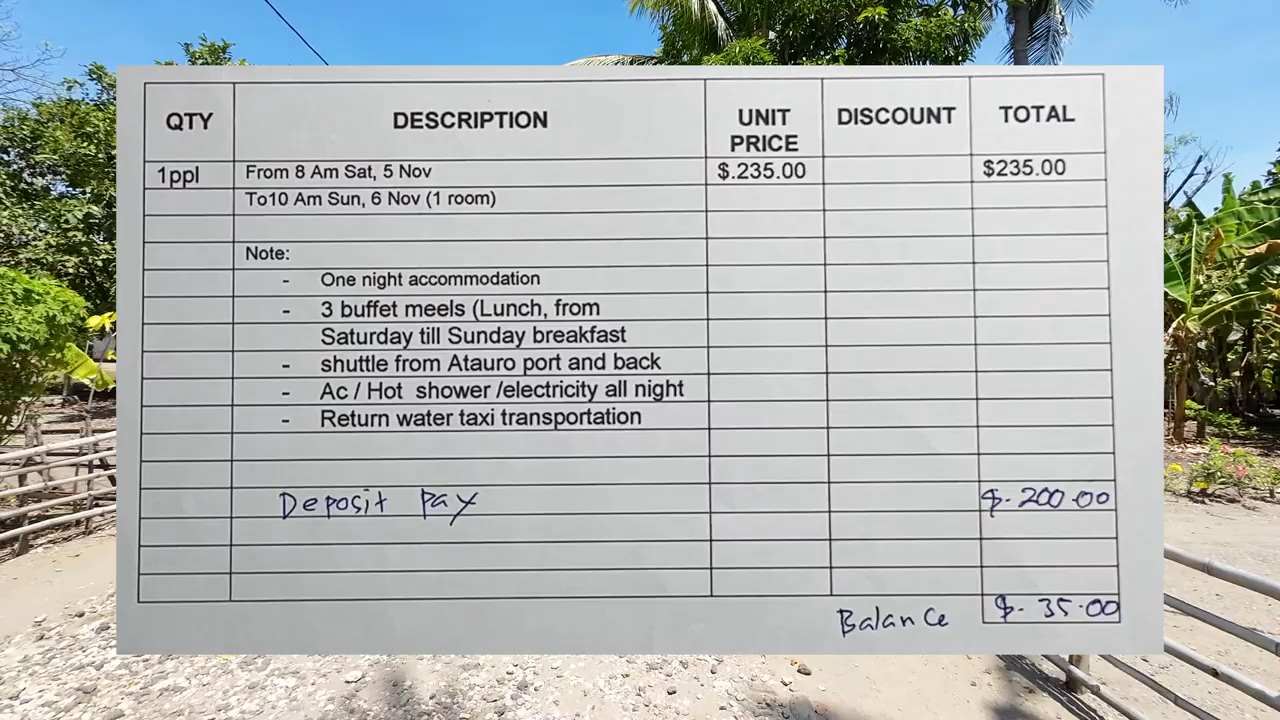 QTY DESCRIPTION UNIT PRICE DISCOUNT TOTAL
1ppl From 8 Am Sat, 5 Nov $.235.00 $235.00
To10 Am Sun, 6 Nov (1 room)
Note:
- One night accommodation
- 3 buffet meels (Lunch, from
Saturday till Sunday breakfast
- shuttle from Atauro port and back
- Ac / Hot shower /electricity all night
- Return water taxi transportation
Deposit Pay $.200.00
Balance $.35.00